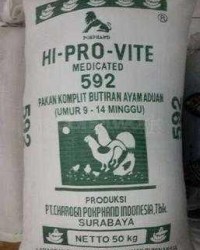 POKPHAND
HI-PRO-VITE
MEDICATED
592
PAKAN KOMPLIT BUTIRAN AYAM ADUAN
(UMUR 9 - 14 MINGGU)
592
592
PRODUKSI
P.T. CHAROEN POKPHAND INDONESIA, Tbk.
SURABAYA
NETTO 50 kg